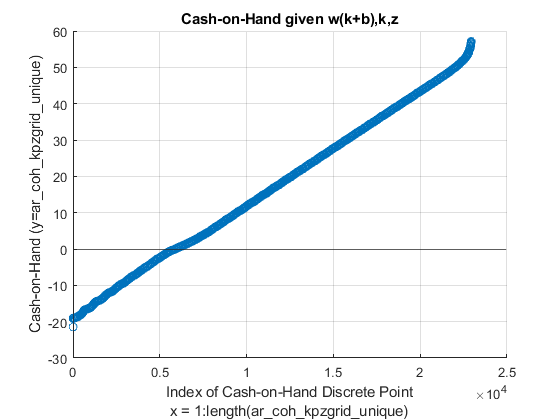 Cash-on-Hand given w(k+b),k,z
Cash-on-Hand (y=ar_coh_kpzgrid_unique)
60
50
40
30
20
10
0
-10
-20
-30
0 0.5 1 1.5 2 2.5
×10^4
Index of Cash-on-Hand Discrete Point
x = 1:length(ar_coh_kpzgrid_unique)